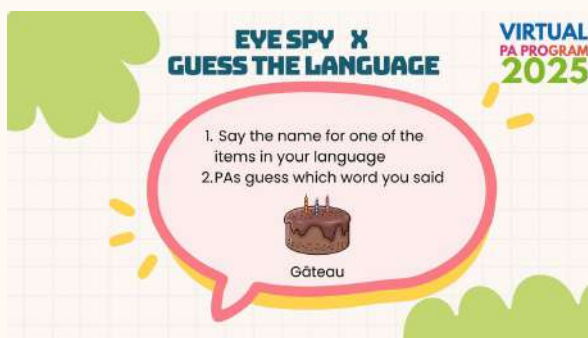 EYE SPY X
GUESS THE LANGUAGE
VIRTUAL
PA PROGRAM
2025
1. Say the name for one of the
items in your language
2.PAs guess which word you said
Gāteau